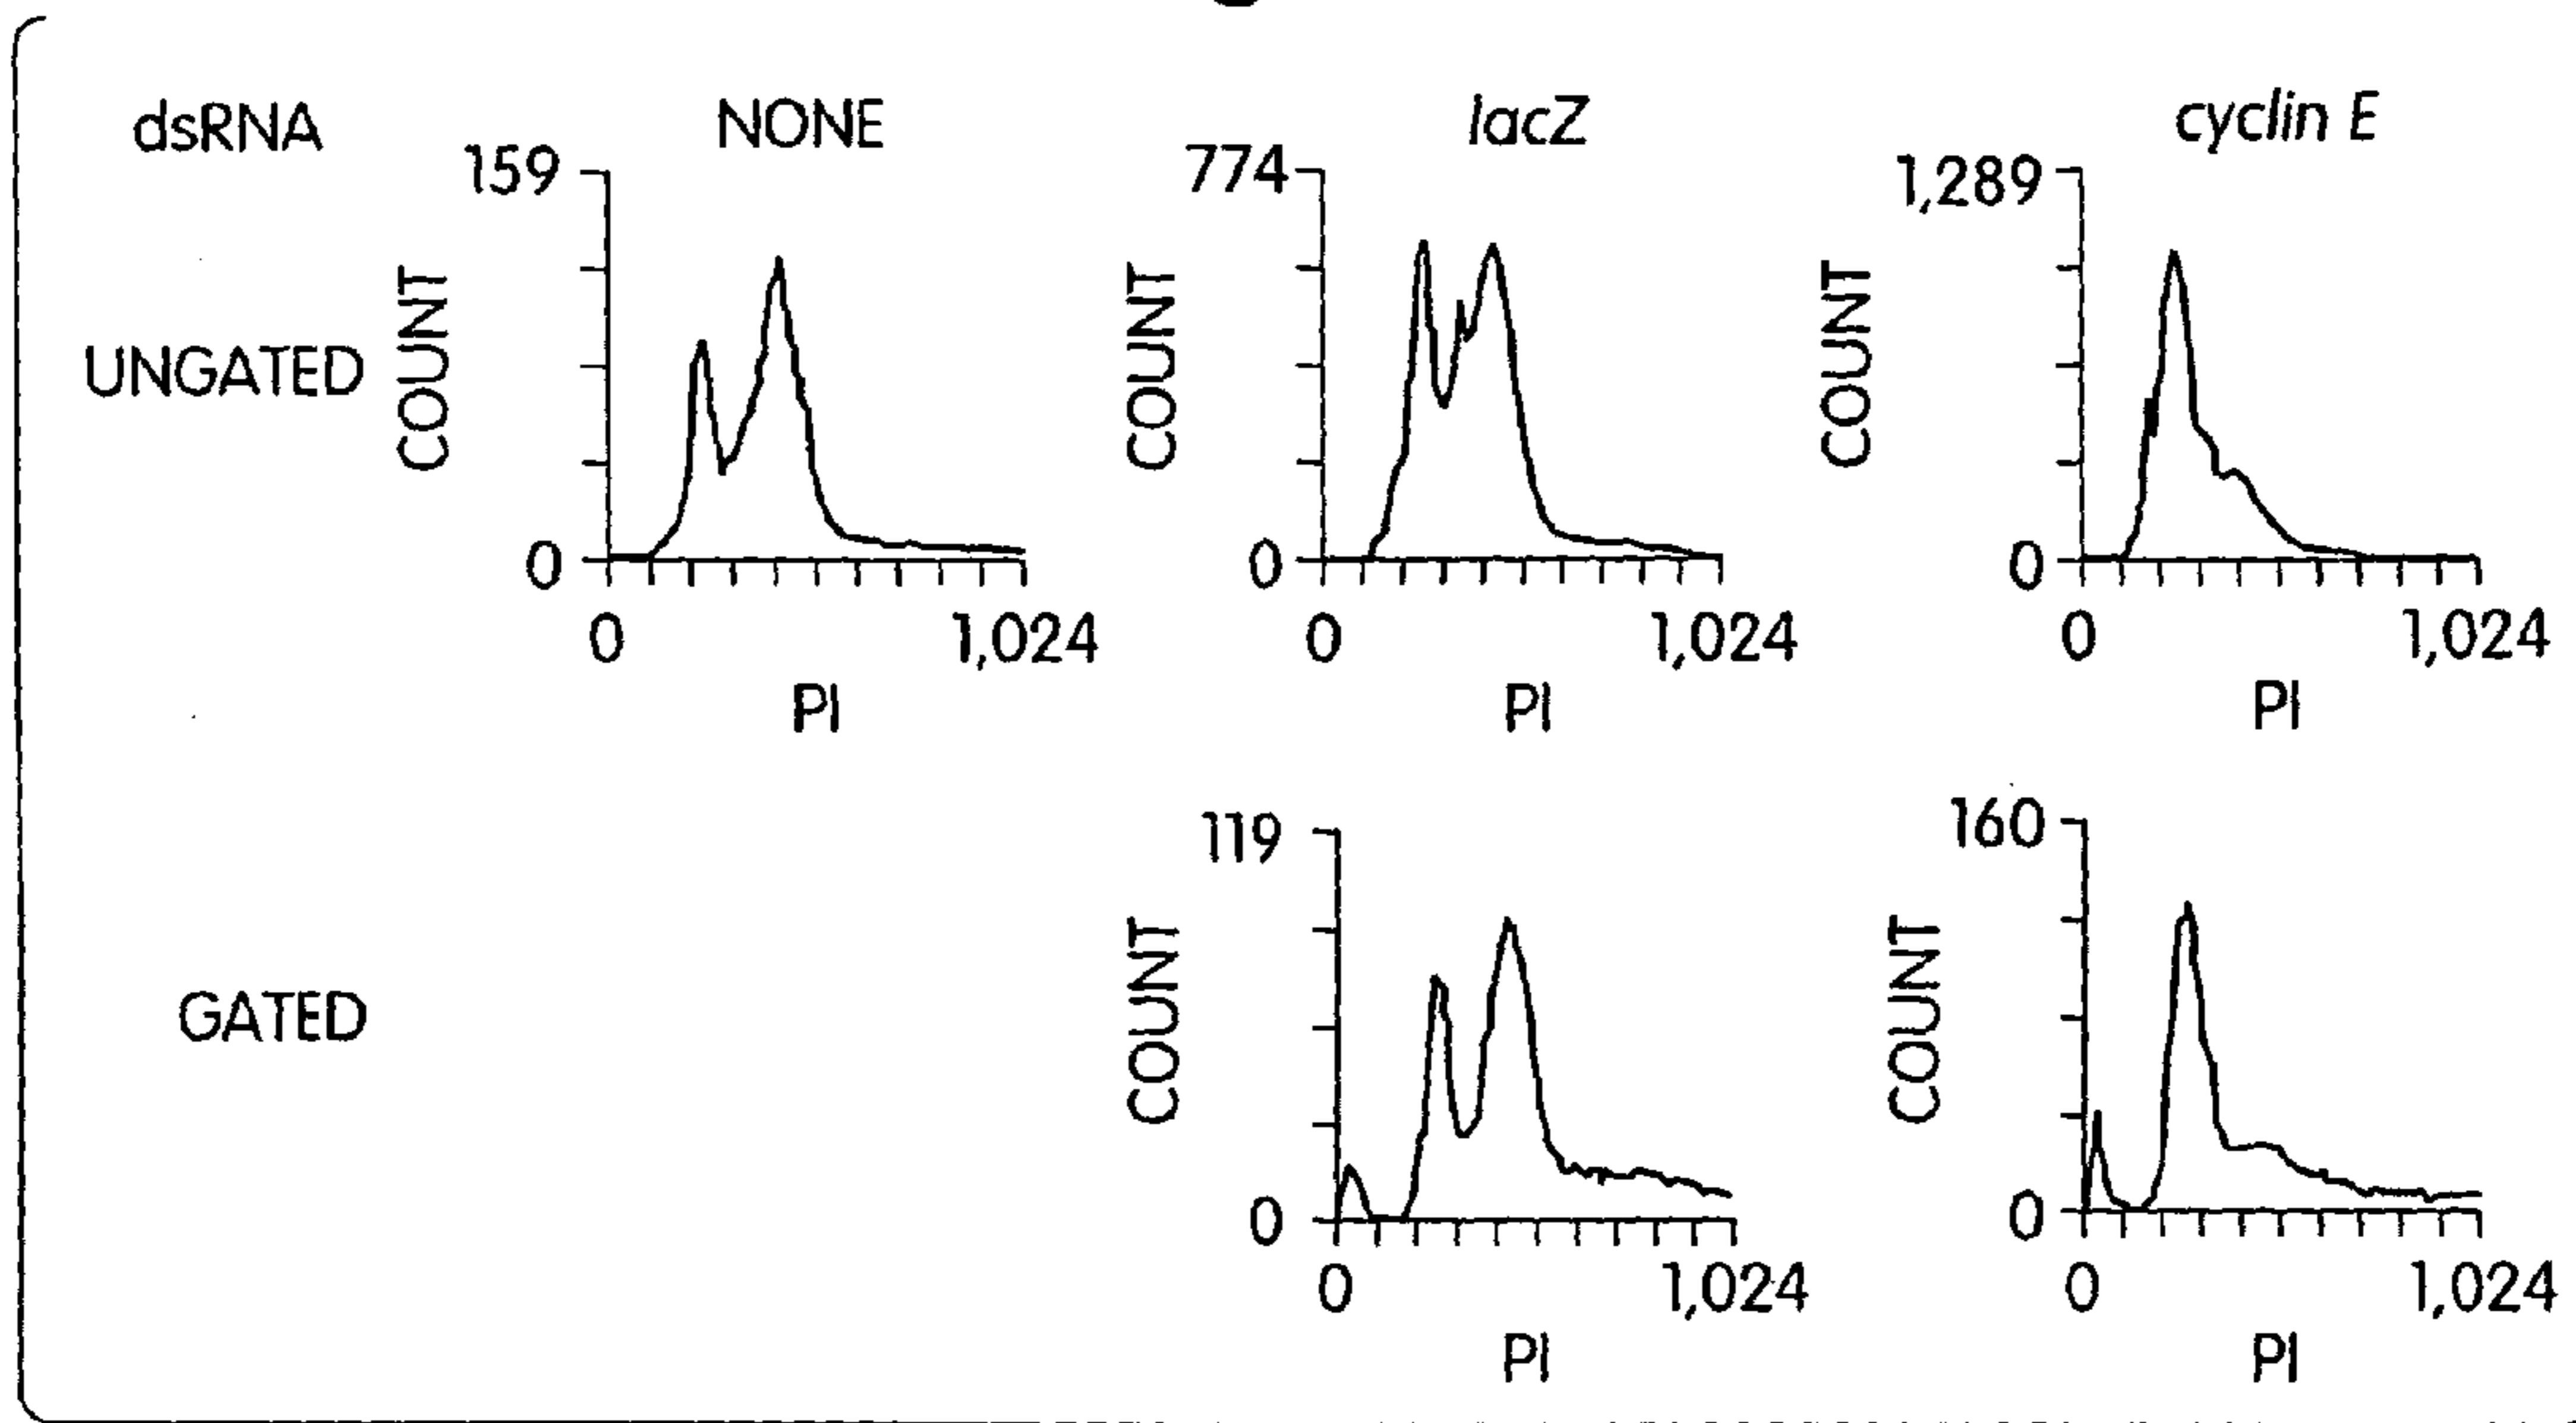 dsRNA NONE lacZ cyclin E
159 774 1,289
UNGATED COUNT COUNT COUNT
0 0 0
0 1,024 0 1,024 0 1,024
PI PI PI
119 160
GATED COUNT COUNT
0 0
0 1,024 0 1,024
PI PI